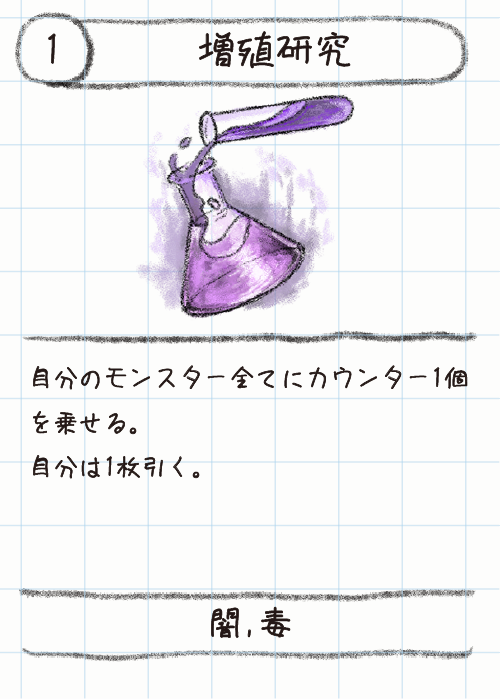 1
増殖研究
自分のモンスター全てにカウンター1個
を乗せる。
自分は1枚引く。
闇,毒